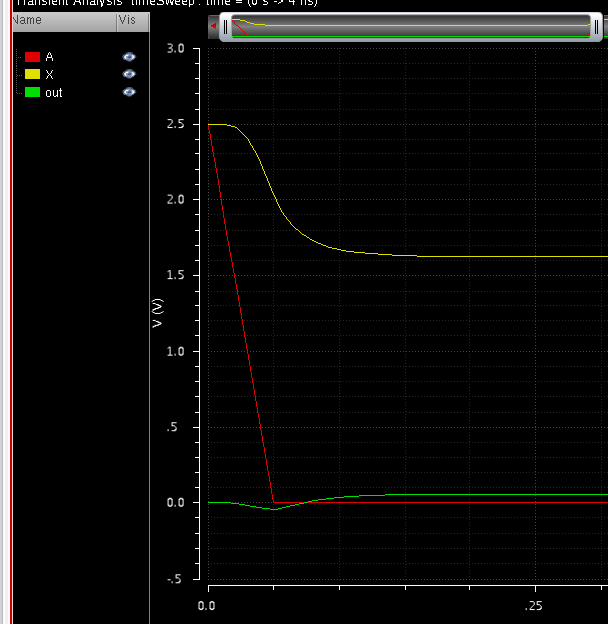 Transient Analysis `timeSweep': time = (0 s -> 4 ns)
Name Vis
A
X
out
3.0
2.5
2.0
1.5
1.0
.5
0.0
-.5
V (V)
0.0 .25